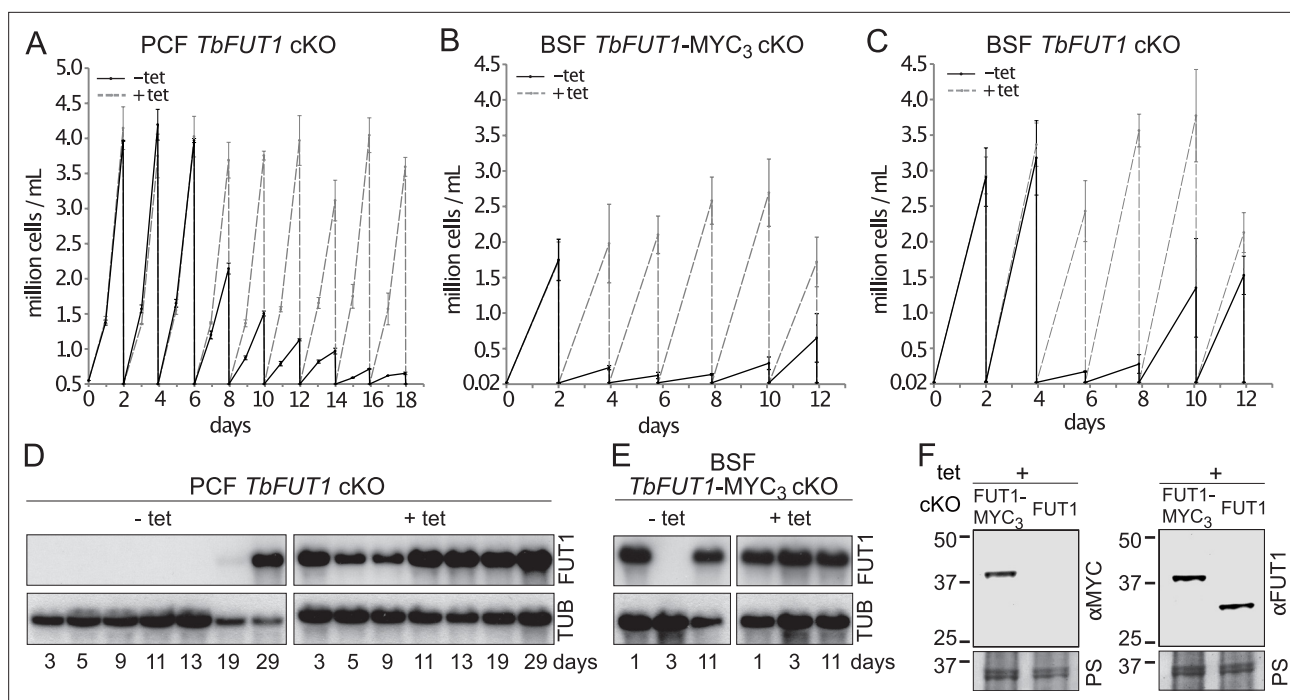 A
PCF TbFUT1 cKO
million cells / mL
5.0
4.5
4.0
3.5
3.0
2.5
2.0
1.5
1.0
0.5
-tet
+tet
0 2 4 6 8 10 12 14 16 18
days
B
BSF TbFUT1-MYC3 cKO
million cells / mL
4.5
4.0
3.5
3.0
2.5
2.0
1.5
1.0
0.5
0.02
-tet
+tet
0 2 4 6 8 10 12
days
C
BSF TbFUT1 cKO
million cells / mL
4.5
4.0
3.5
3.0
2.5
2.0
1.5
1.0
0.5
0.02
-tet
+tet
0 2 4 6 8 10 12
days
D
PCF TbFUT1 cKO
- tet + tet
FUT1
TUB
3 5 9 11 13 19 29 3 5 9 11 13 19 29 days
E
BSF
TbFUT1-MYC3 cKO
- tet + tet
FUT1
TUB
1 3 11 1 3 11 days
F
tet +
cKO FUT1-MYC3 FUT1
50
37
25
αMYC
37
PS
+
FUT1-MYC3 FUT1
50
37
25
αFUT1
37
PS